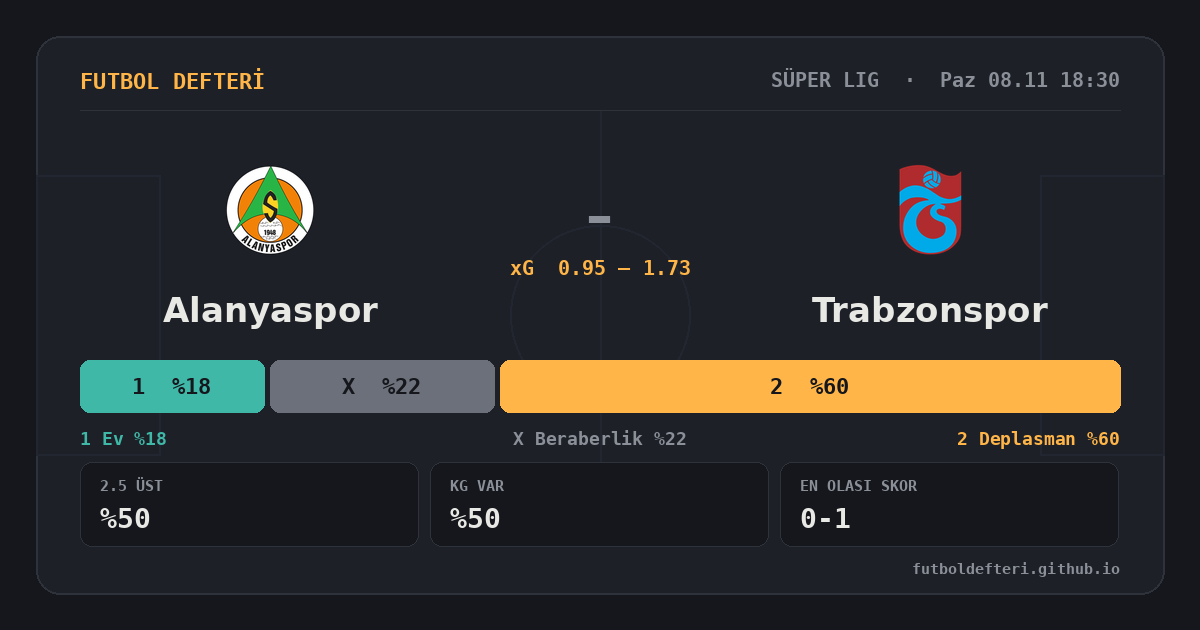 FUTBOL DEFTERİ
SÜPER LIG · Paz 08.11 18:30
1948
ALANYASPOR
–
xG 0.95 – 1.73
Alanyaspor
Trabzonspor
1 %18
X %22
2 %60
1 Ev %18
X Beraberlik %22
2 Deplasman %60
2.5 ÜST
%50
KG VAR
%50
EN OLASI SKOR
0-1
futboldefteri.github.io